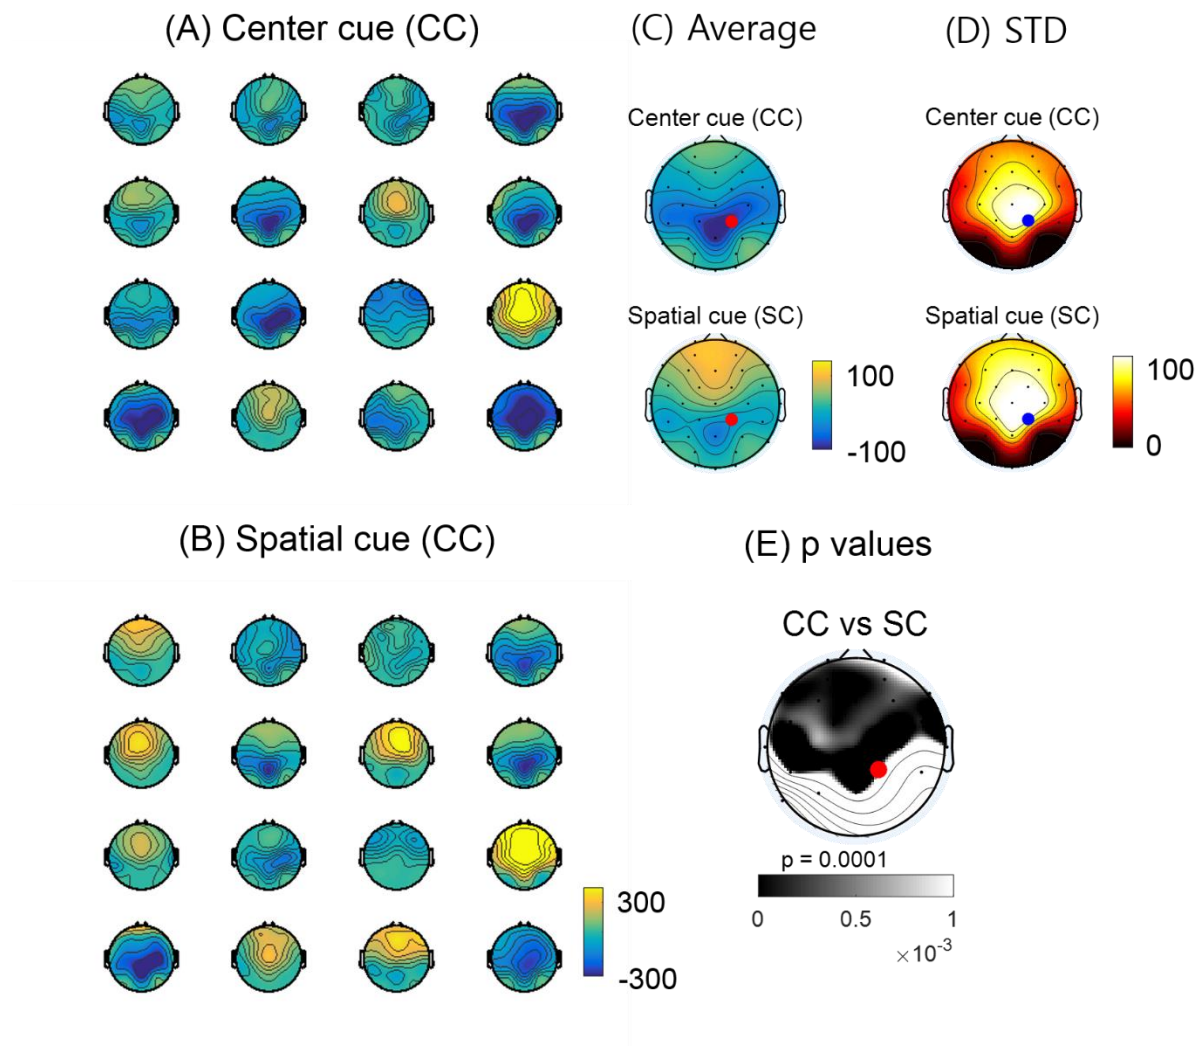 (A) Center cue (CC)
(C) Average
(D) STD
Center cue (CC)
Center cue (CC)
Spatial cue (SC)
Spatial cue (SC)
100
-100
100
0
(B) Spatial cue (CC)
300
-300
(E) p values
CC vs SC
p = 0.0001
0 0.5 1
×10-3